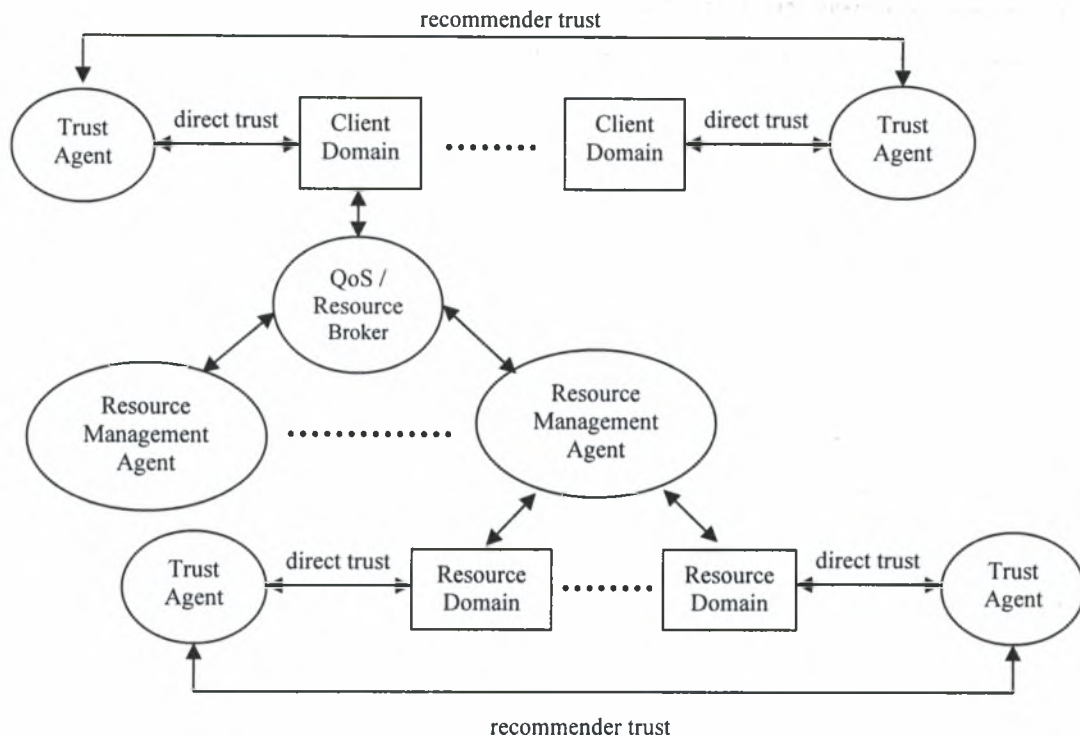 recommender trust
Trust
Agent
direct trust
Client
Domain
Client
Domain
direct trust
Trust
Agent
QoS /
Resource
Broker
Resource
Management
Agent
Resource
Management
Agent
Trust
Agent
direct trust
Resource
Domain
Resource
Domain
direct trust
Trust
Agent
recommender trust